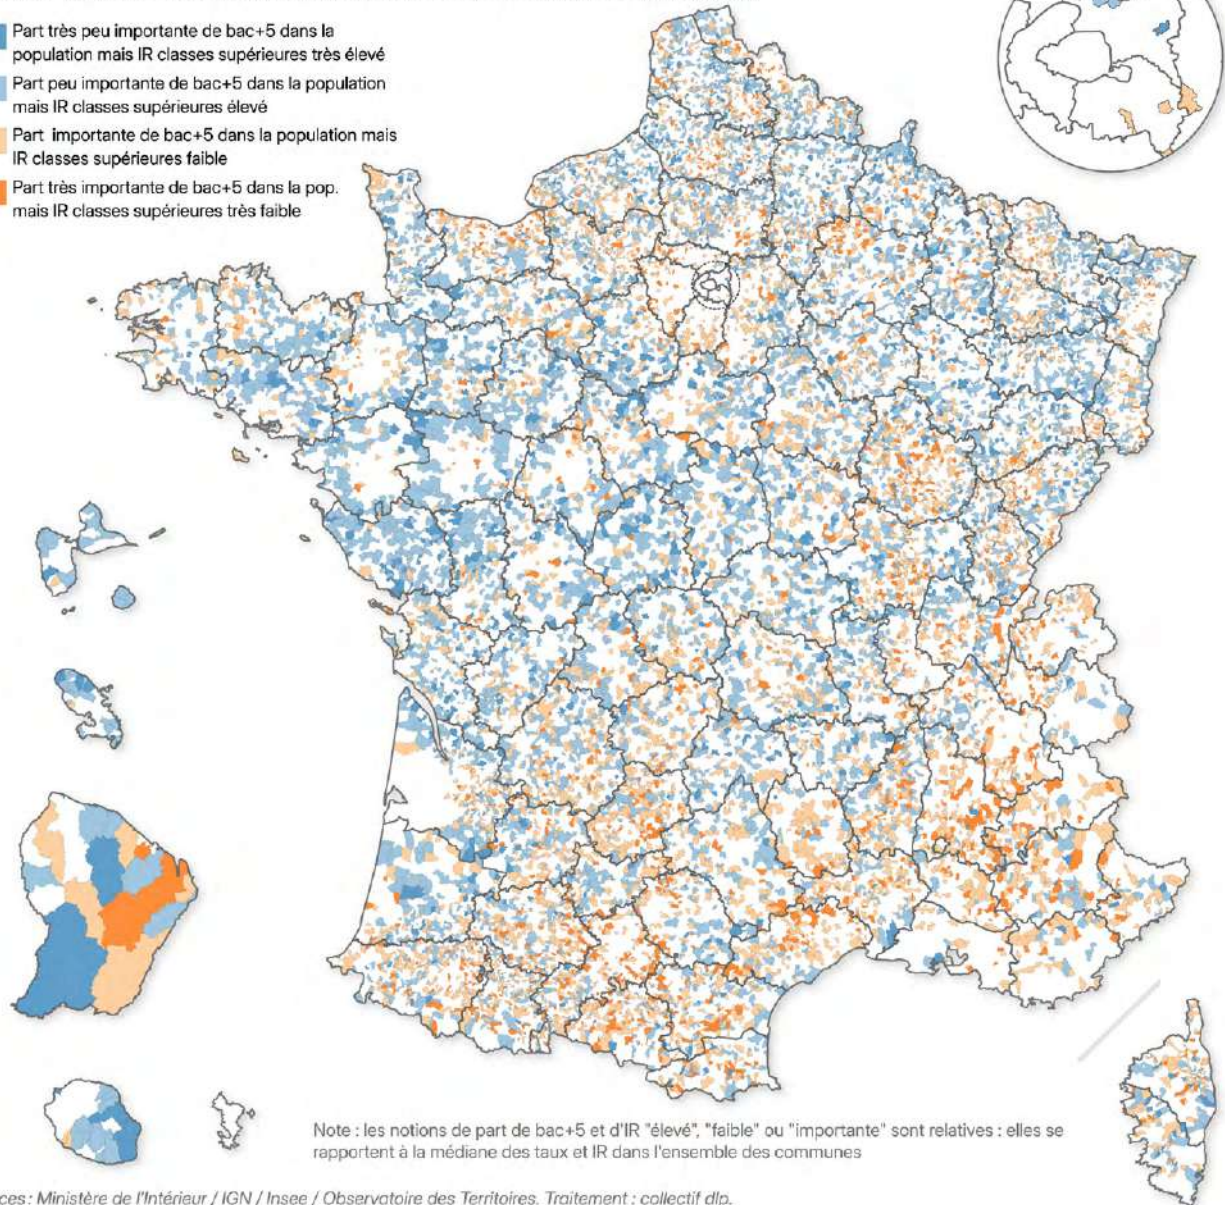 Part très peu importante de bac+5 dans la
population mais IR classes supérieures très élevé
Part peu importante de bac+5 dans la population
mais IR classes supérieures élevé
Part importante de bac+5 dans la population mais
IR classes supérieures faible
Part très importante de bac+5 dans la pop.
mais IR classes supérieures très faible
Note : les notions de part de bac+5 et d'IR "élevé", "faible" ou "importante" sont relatives : elles se
rapportent à la médiane des taux et IR dans l'ensemble des communes
ces : Ministère de l'Intérieur / IGN / Insee / Observatoire des Territoires. Traitement : collectif dlp.